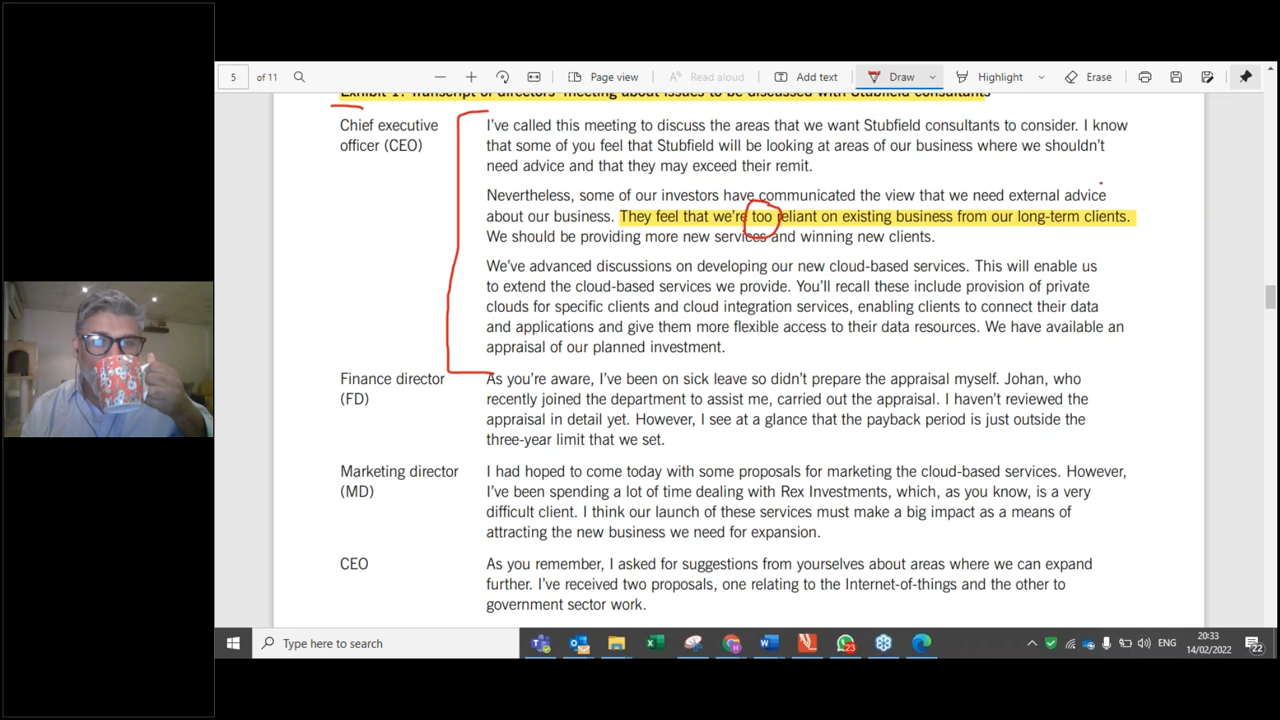 5 of 11 Page view Read aloud Add text Draw Highlight Erase
Exhibit 1: Transcript of directors' meeting about issues to be discussed with Stubfield consultants
Chief executive officer (CEO)
I've called this meeting to discuss the areas that we want Stubfield consultants to consider. I know
that some of you feel that Stubfield will be looking at areas of our business where we shouldn't
need advice and that they may exceed their remit.
Nevertheless, some of our investors have communicated the view that we need external advice
about our business. They feel that we're too reliant on existing business from our long-term clients.
We should be providing more new services and winning new clients.
We've advanced discussions on developing our new cloud-based services. This will enable us
to extend the cloud-based services we provide. You'll recall these include provision of private
clouds for specific clients and cloud integration services, enabling clients to connect their data
and applications and give them more flexible access to their data resources. We have available an
appraisal of our planned investment.
Finance director (FD)
As you're aware, I've been on sick leave so didn't prepare the appraisal myself. Johan, who
recently joined the department to assist me, carried out the appraisal. I haven't reviewed the
appraisal in detail yet. However, I see at a glance that the payback period is just outside the
three-year limit that we set.
Marketing director (MD)
I had hoped to come today with some proposals for marketing the cloud-based services. However,
I've been spending a lot of time dealing with Rex Investments, which, as you know, is a very
difficult client. I think our launch of these services must make a big impact as a means of
attracting the new business we need for expansion.
CEO
As you remember, I asked for suggestions from yourselves about areas where we can expand
further. I've received two proposals, one relating to the Internet-of-things and the other to
government sector work.
Type here to search
23
ENG
20:33
14/02/2022
22